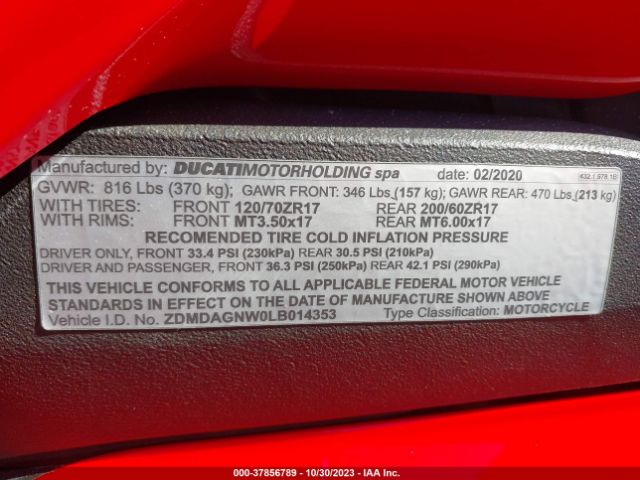 Manufactured by: DUCATIMOTORHOLDING spa date: 02/2020
GVWR: 816 Lbs (370 kg); GAWR FRONT: 346 Lbs (157 kg); GAWR REAR: 470 Lbs (213 kg)
WITH TIRES: FRONT 120/70ZR17 REAR 200/60ZR17
WITH RIMS: FRONT MT3.50x17 REAR MT6.00x17
RECOMENDED TIRE COLD INFLATION PRESSURE
DRIVER ONLY, FRONT 33.4 PSI (230kPa) REAR 30.5 PSI (210kPa)
DRIVER AND PASSENGER, FRONT 36.3 PSI (250kPa) REAR 42.1 PSI (290kPa)
THIS VEHICLE CONFORMS TO ALL APPLICABLE FEDERAL MOTOR VEHICLE
STANDARDS IN EFFECT ON THE DATE OF MANUFACTURE SHOWN ABOVE
Vehicle I.D. No. ZDMDAGNW0LB014353 Type Classification: MOTORCYCLE
000-37856789 - 10/30/2023 - IAA Inc.